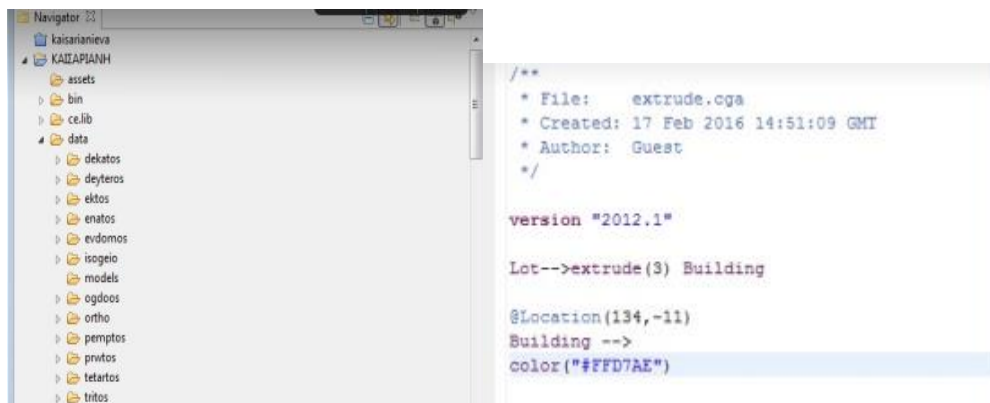 Navigator
kaisarianieva
ΚΑΙΣΑΡΙΑΝΗ
assets
bin
ce.lib
data
dekatos
deyteros
ektos
enatos
evdomos
isogeio
models
ogdoos
ortho
pemptos
prwtos
tetartos
tritos
/**
* File: extrude.cga
* Created: 17 Feb 2016 14:51:09 GMT
* Author: Guest
*/
version "2012.1"
Lot-->extrude(3) Building
@Location(134,-11)
Building -->
color("#FFD7AE")